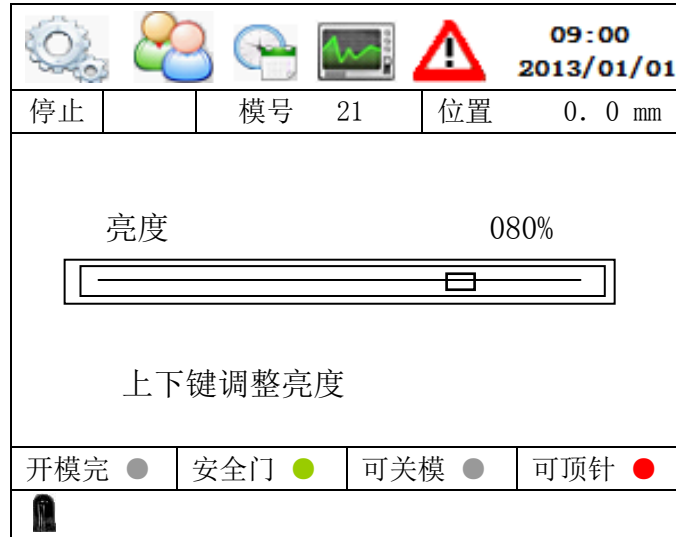 09:00
2013/01/01
停止 模号 21 位置 0. 0 mm
亮度 080%
上下键调整亮度
开模完 安全门 可关模 可顶针